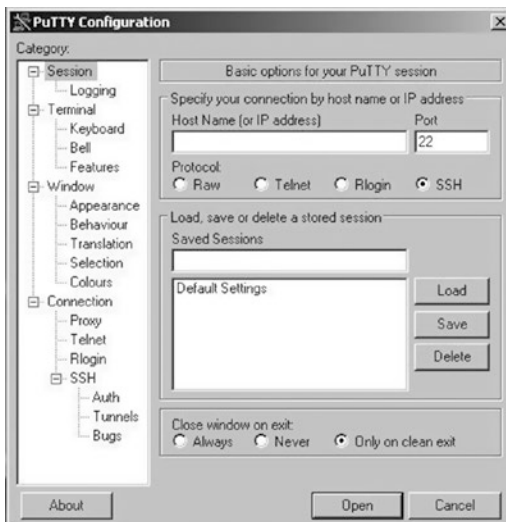 PuTTY Configuration
Category:
Session
Logging
Terminal
Keyboard
Bell
Features
Window
Appearance
Behaviour
Translation
Selection
Colours
Connection
Proxy
Telnet
Rlogin
SSH
Auth
Tunnels
Bugs
Basic options for your PuTTY session
Specify your connection by host name or IP address
Host Name (or IP address) Port
22
Protocol:
Raw Telnet Rlogin SSH
Load, save or delete a stored session
Saved Sessions
Default Settings
Load
Save
Delete
Close window on exit:
Always Never Only on clean exit
About Open Cancel